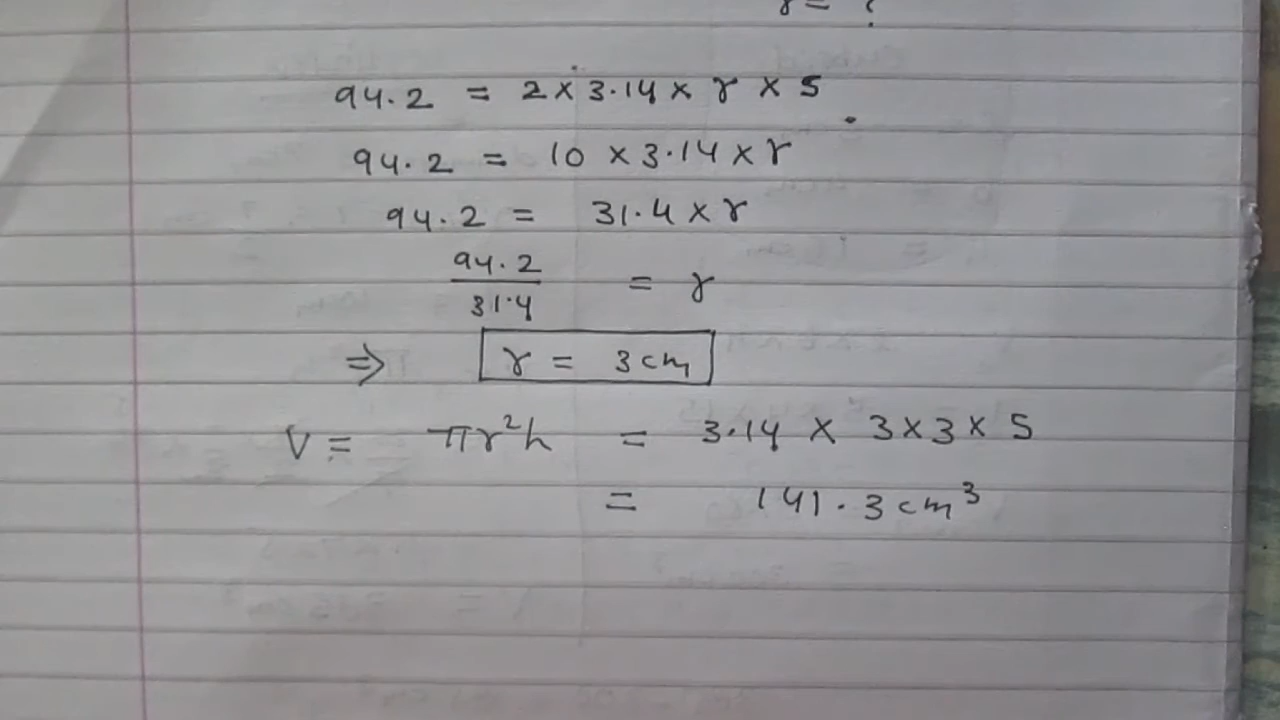 r = ?
94.2 = 2 × 3.14 × r × 5
94.2 = 10 × 3.14 × r
94.2 = 31.4 × r
94.2/31.4 = r
⇒ r = 3 cm
V = πr²h = 3.14 × 3 × 3 × 5
= 141.3 cm³